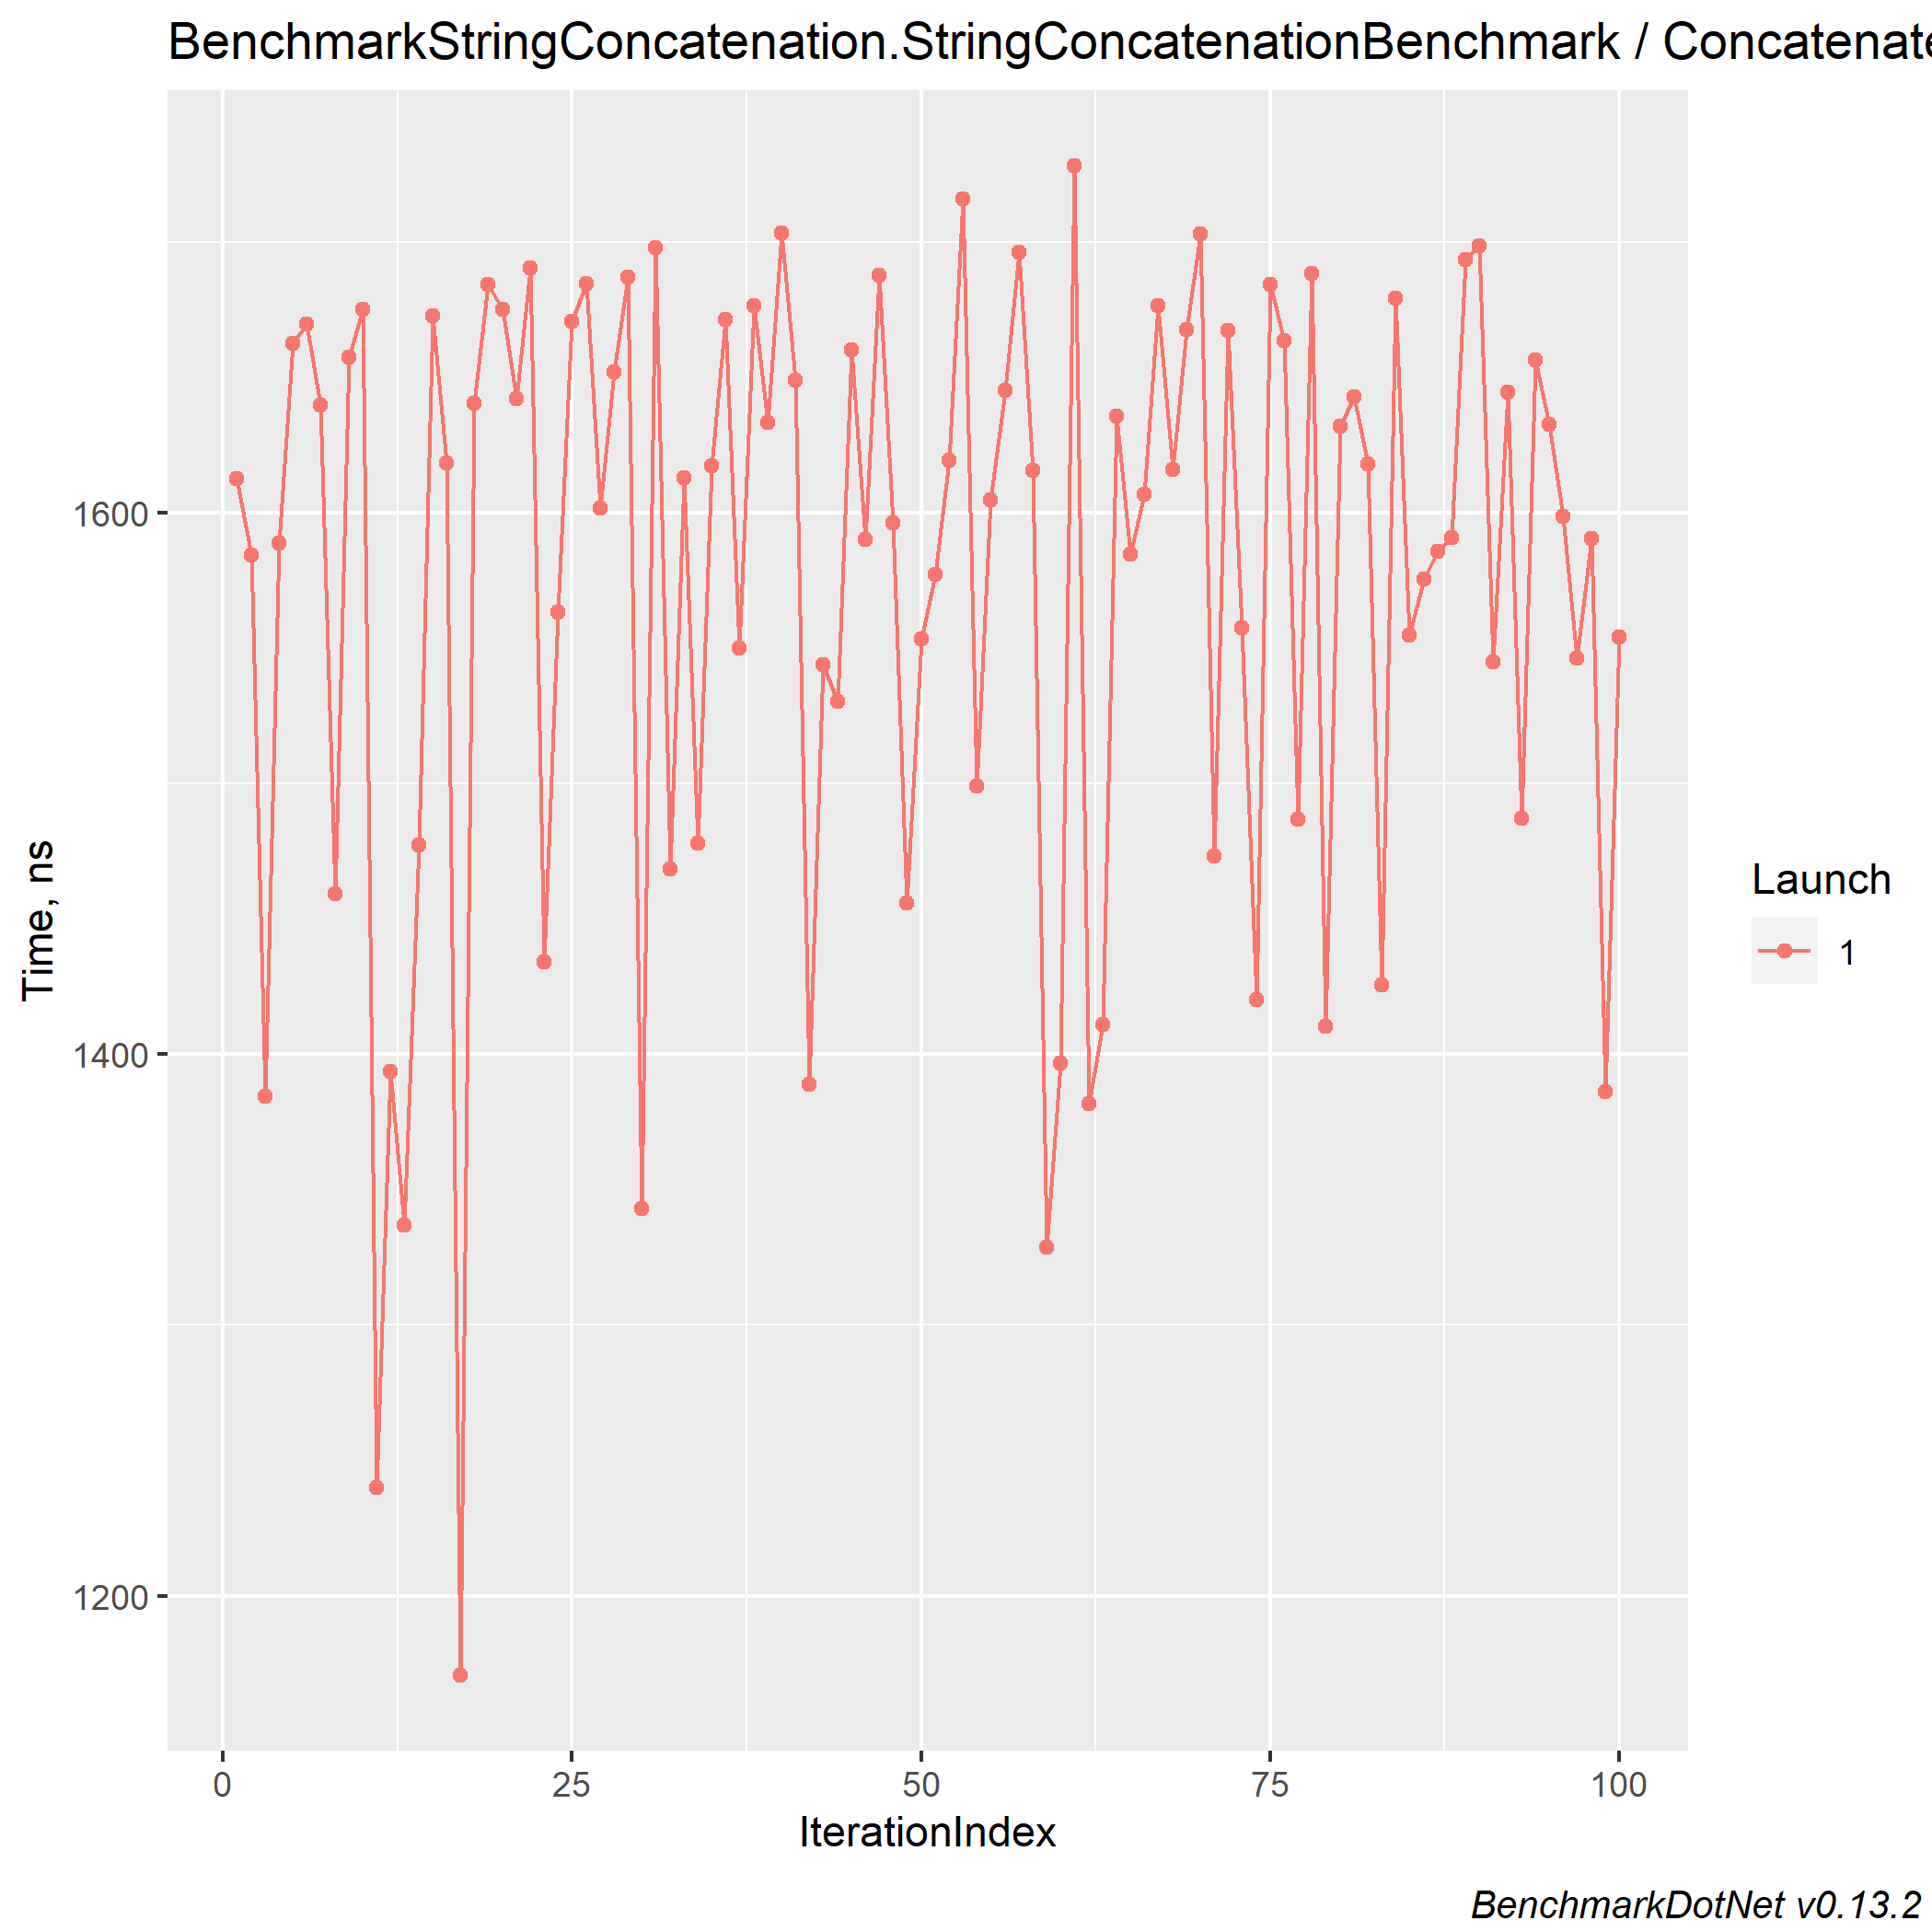 BenchmarkStringConcatenation.StringConcatenationBenchmark / Concatenate
Time, ns
1600
1400
1200
0 25 50 75 100
IterationIndex
Launch
1
BenchmarkDotNet v0.13.2